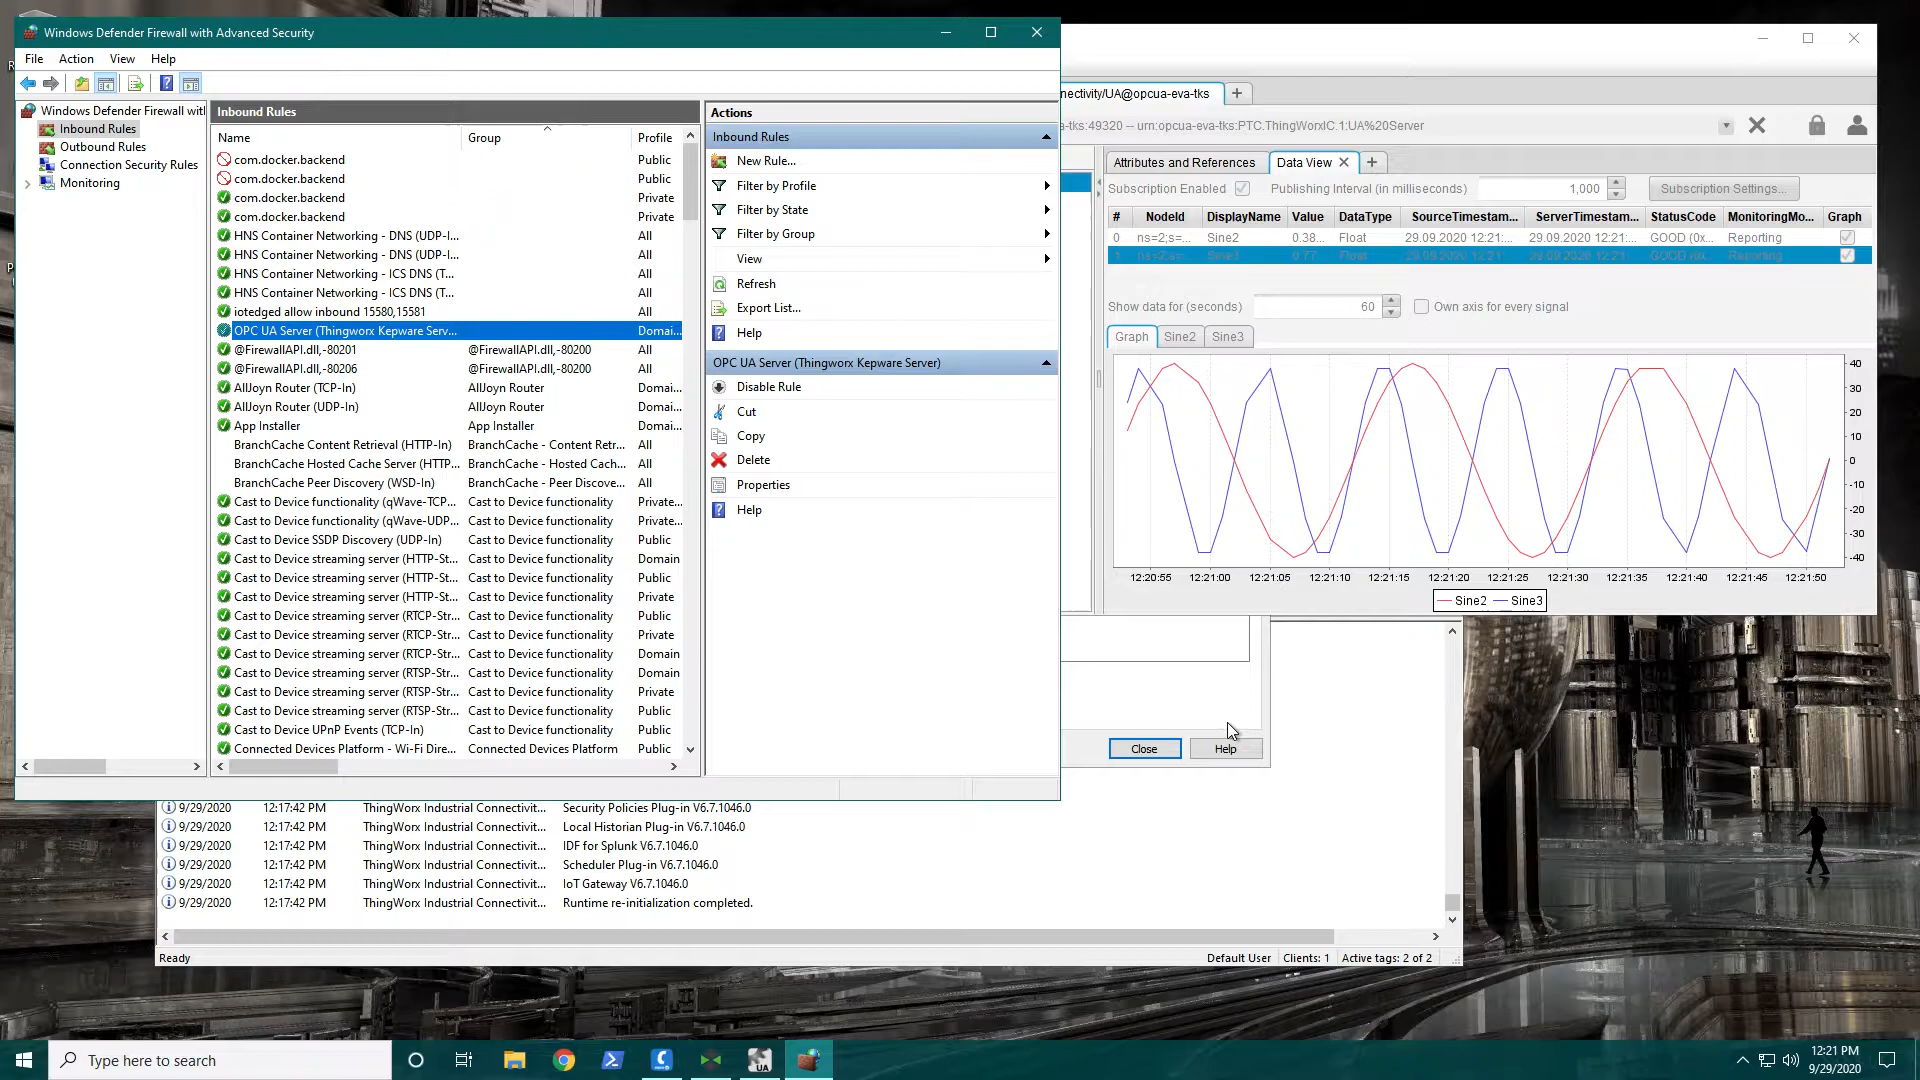 Windows Defender Firewall with Advanced Security
File Action View Help
Windows Defender Firewall wit
Inbound Rules
Outbound Rules
Connection Security Rules
Monitoring
Inbound Rules
Name Group Profile
com.docker.backend Public
com.docker.backend Public
com.docker.backend Private
com.docker.backend Private
HNS Container Networking - DNS (UDP-I... All
HNS Container Networking - DNS (UDP-I... All
HNS Container Networking - ICS DNS (T... All
HNS Container Networking - ICS DNS (T... All
iotedged allow inbound 15580,15581 All
OPC UA Server (Thingworx Kepware Serv... Domai...
@FirewallAPI.dll,-80201 @FirewallAPI.dll,-80200 All
@FirewallAPI.dll,-80206 @FirewallAPI.dll,-80200 All
AllJoyn Router (TCP-In) AllJoyn Router Domai...
AllJoyn Router (UDP-In) AllJoyn Router Domai...
App Installer App Installer Domai...
BranchCache Content Retrieval (HTTP-In) BranchCache - Content Retr... All
BranchCache Hosted Cache Server (HTTP... BranchCache - Hosted Cach... All
BranchCache Peer Discovery (WSD-In) BranchCache - Peer Discove... All
Cast to Device functionality (qWave-TCP... Cast to Device functionality Private...
Cast to Device functionality (qWave-UDP... Cast to Device functionality Private...
Cast to Device SSDP Discovery (UDP-In) Cast to Device functionality Public
Cast to Device streaming server (HTTP-St... Cast to Device functionality Domain
Cast to Device streaming server (HTTP-St... Cast to Device functionality Public
Cast to Device streaming server (HTTP-St... Cast to Device functionality Private
Cast to Device streaming server (RTCP-Str... Cast to Device functionality Public
Cast to Device streaming server (RTCP-Str... Cast to Device functionality Private
Cast to Device streaming server (RTCP-Str... Cast to Device functionality Domain
Cast to Device streaming server (RTSP-Str... Cast to Device functionality Domain
Cast to Device streaming server (RTSP-Str... Cast to Device functionality Private
Cast to Device streaming server (RTSP-Str... Cast to Device functionality Public
Cast to Device UPnP Events (TCP-In) Cast to Device functionality Public
Connected Devices Platform - Wi-Fi Dire... Connected Devices Platform Public
Actions
Inbound Rules
New Rule...
Filter by Profile
Filter by State
Filter by Group
View
Refresh
Export List...
Help
OPC UA Server (Thingworx Kepware Server)
Disable Rule
Cut
Copy
Delete
Properties
Help
nectivity/UA@opcua-eva-tks
-tks:49320 -- urn:opcua-eva-tks:PTC.ThingWorxIC.1:UA%20Server
Attributes and References Data View
Subscription Enabled Publishing Interval (in milliseconds) 1,000 Subscription Settings...
# NodeId DisplayName Value DataType SourceTimestam... ServerTimestam... StatusCode MonitoringMo... Graph
0 ns=2;s=... Sine2 0.38... Float 29.09.2020 12:21:... 29.09.2020 12:21:... GOOD (0x... Reporting
1 ns=2;s=... Sine3 0.77... Float 29.09.2020 12:21:... 29.09.2020 12:21:... GOOD (0x... Reporting
Show data for (seconds) 60 Own axis for every signal
Graph Sine2 Sine3
40
30
20
10
0
-10
-20
-30
-40
12:20:55 12:21:00 12:21:05 12:21:10 12:21:15 12:21:20 12:21:25 12:21:30 12:21:35 12:21:40 12:21:45 12:21:50
Sine2 Sine3
Close Help
9/29/2020 12:17:42 PM ThingWorx Industrial Connectivit... Security Policies Plug-in V6.7.1046.0
9/29/2020 12:17:42 PM ThingWorx Industrial Connectivit... Local Historian Plug-in V6.7.1046.0
9/29/2020 12:17:42 PM ThingWorx Industrial Connectivit... IDF for Splunk V6.7.1046.0
9/29/2020 12:17:42 PM ThingWorx Industrial Connectivit... Scheduler Plug-in V6.7.1046.0
9/29/2020 12:17:42 PM ThingWorx Industrial Connectivit... IoT Gateway V6.7.1046.0
9/29/2020 12:17:42 PM ThingWorx Industrial Connectivit... Runtime re-initialization completed.
Ready Default User Clients: 1 Active tags: 2 of 2
Type here to search
UA
12:21 PM
9/29/2020